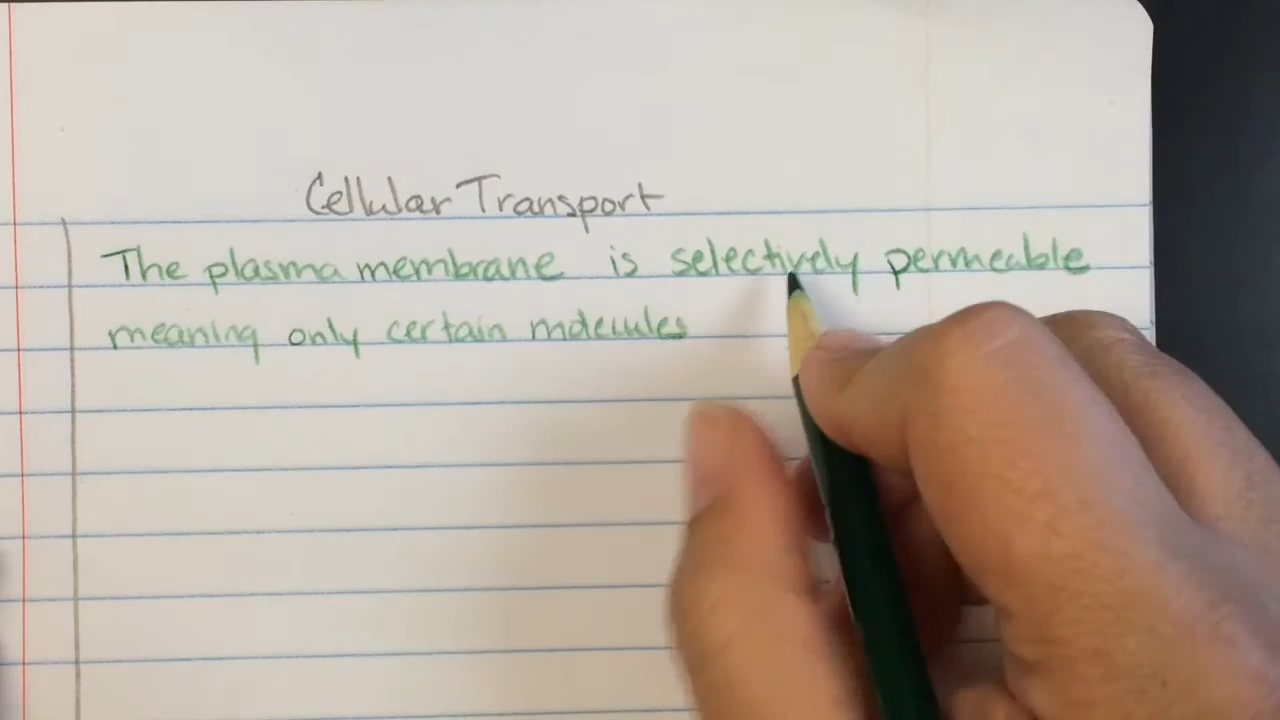 Cellular Transport
The plasma membrane is selectively permeable
meaning only certain molecules